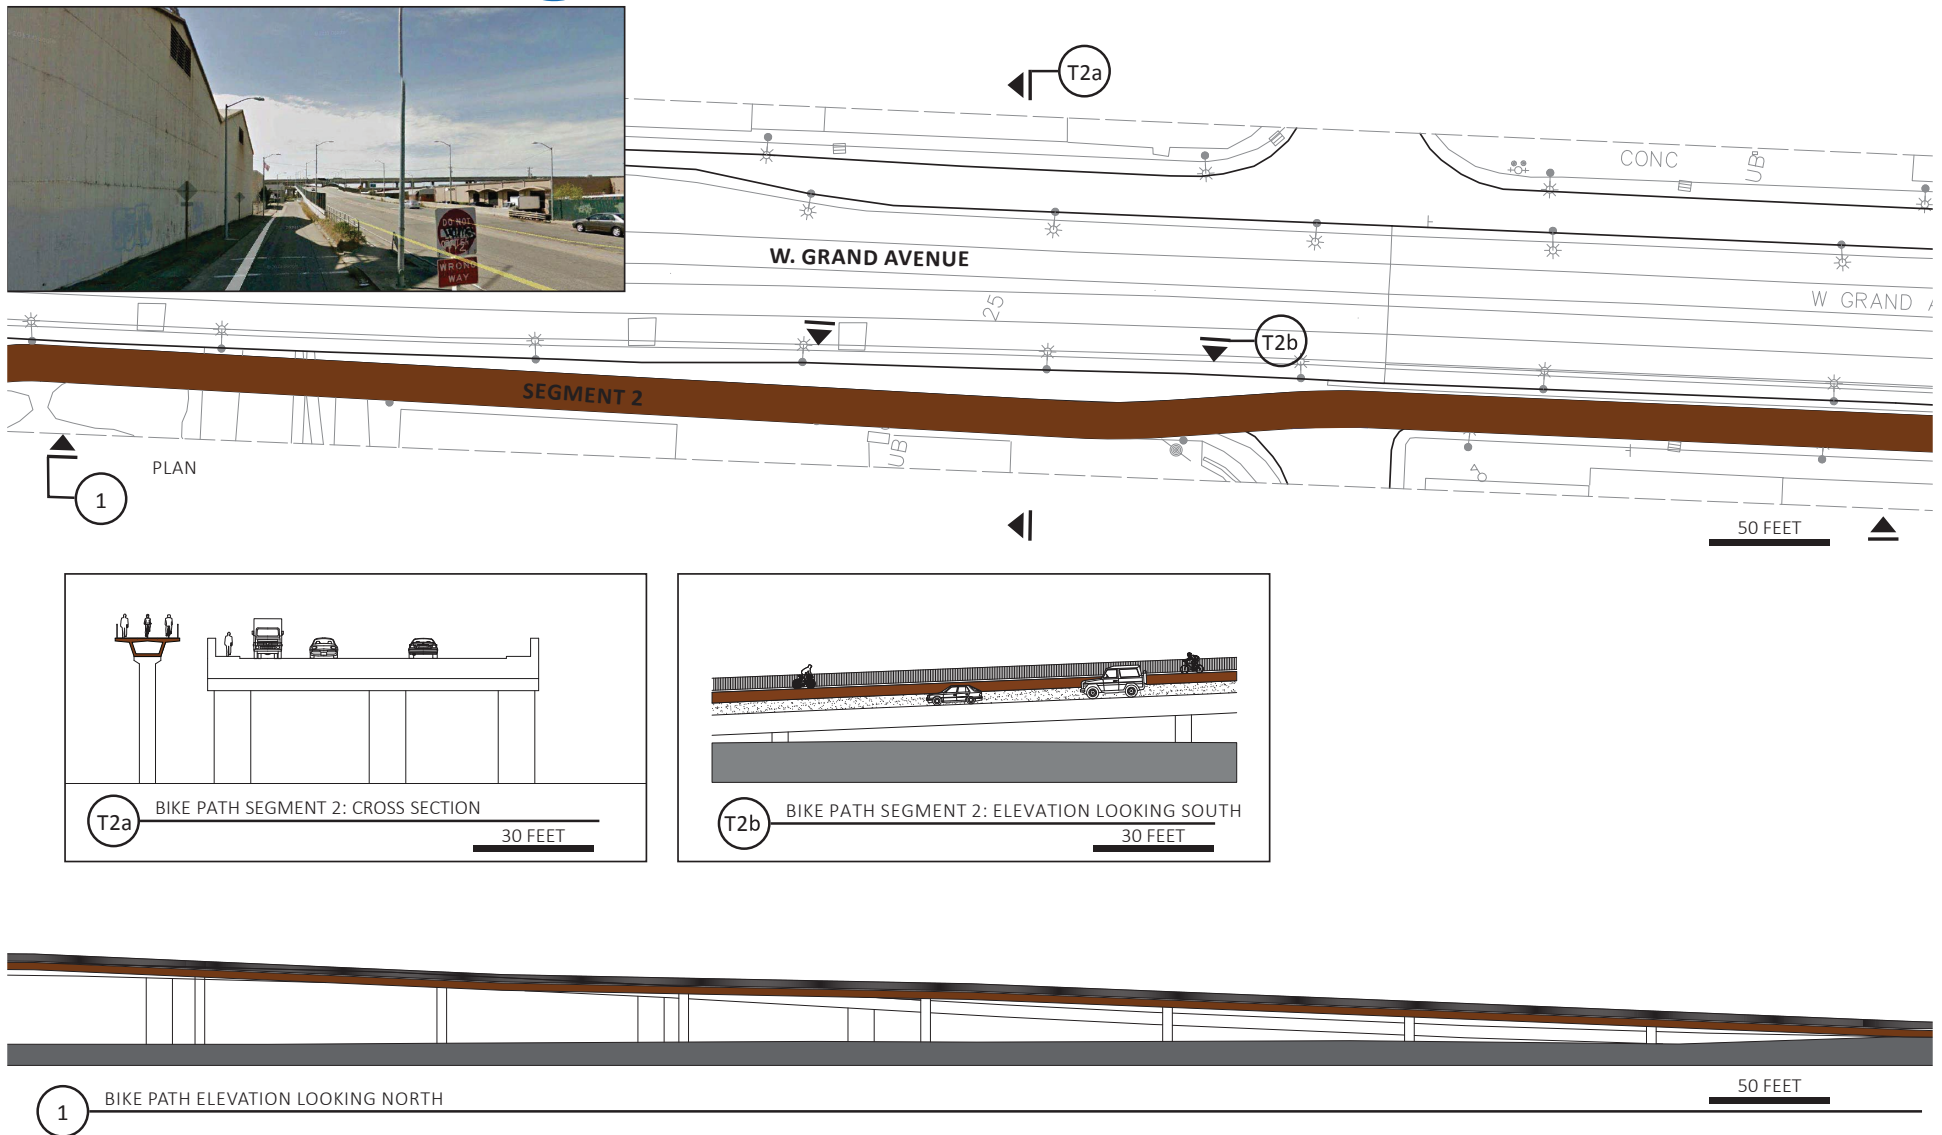 T2a
DO NOT
WRONG
WAY
CONC
UB
W. GRAND AVENUE
25
W GRAND A
T2b
SEGMENT 2
UB
PLAN
1
50 FEET
T2a
BIKE PATH SEGMENT 2: CROSS SECTION
30 FEET
T2b
BIKE PATH SEGMENT 2: ELEVATION LOOKING SOUTH
30 FEET
50 FEET
1
BIKE PATH ELEVATION LOOKING NORTH